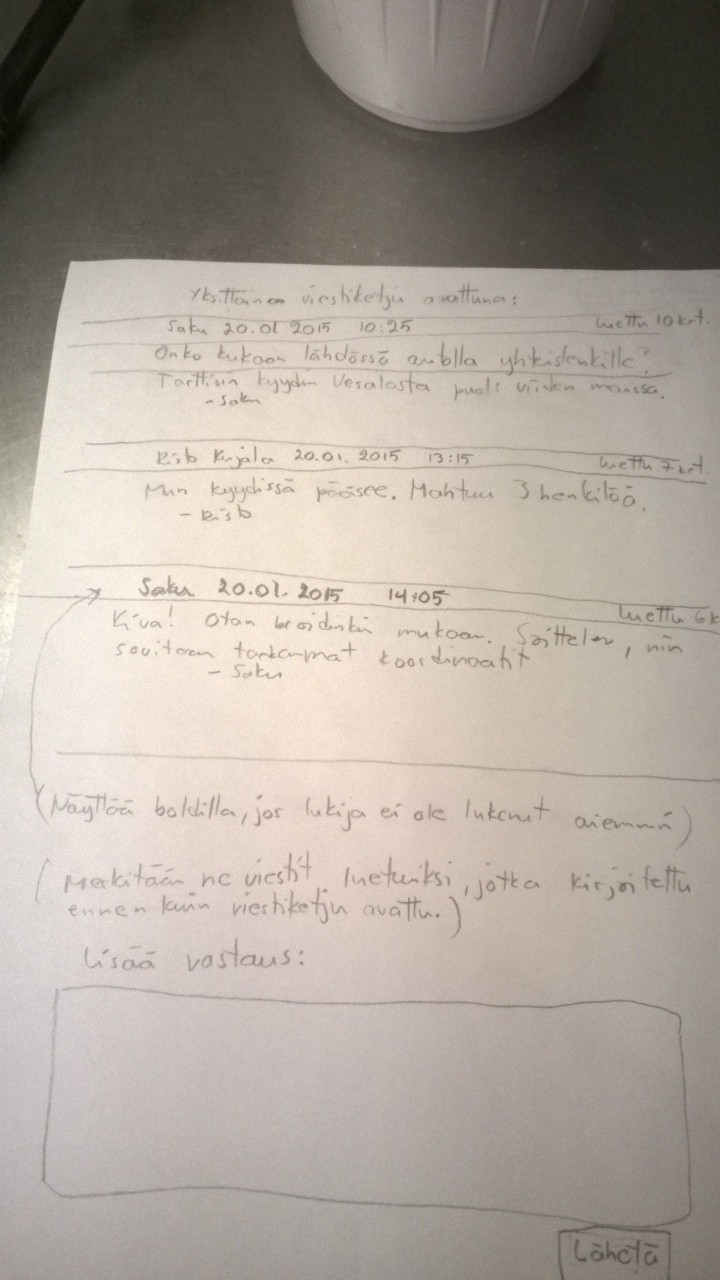 Yksittäinen viestiketju avattuna:
Saku 20.01 2015 10:25 luettu 10 krt.
Onko kukaan lähdössä autolla yhteislenkille?
Tarttisin kyydin Vesalasta puoli viiden maissa.
- Saku
Risto Kujala 20.01. 2015 13:15 luettu 7 krt
Mun kyydissä pääsee. Mahtuu 3 henkilöä.
- Risto
Saku 20.01. 2015 14:05
luettu 6 k
Kiva! Otan broidinkin mukaan. Soittelen, niin
sovitaan tarkemmat koordinaatit
- Saku
(Näyttää boldilla, jos lukija ei ole lukenut aiemmin)
(Merkitään ne viestit luetuiksi, jotka kirjoitettu
ennen kuin viestiketju avattu.)
Lisää vastaus:
Lähetä